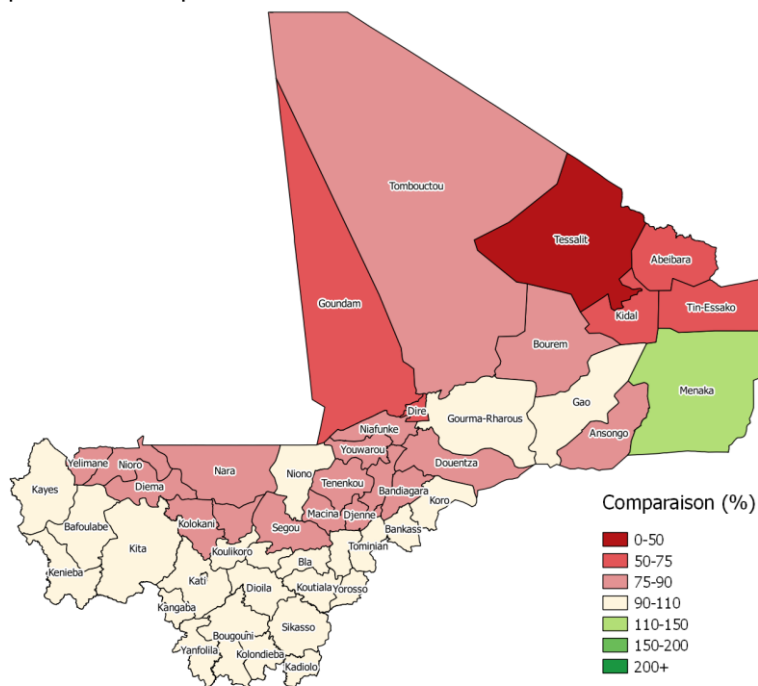 Tombouctou
Tessalit
Abeibara
Goundam
Kidal
Tin-Essako
Bourem
Menaka
Gao
Dire
Gourma-Rharous
Ansongo
Niafunke
Youwarou
Douentza
Yelimane
Nioro
Nara
Niono
Diema
Tenenkou
Bandiagara
Koro
Kayes
Bafoulabe
Kolokani
Macina
Djenne
Segou
Bankass
Kita
Koulikoro
Tominian
Kenieba
Bla
Kati
Dioila
Koutiala
Yorosso
Kangaba
Sikasso
Bougouni
Yanfolila
Kolondieba
Kadiolo
Comparaison (%)
0-50
50-75
75-90
90-110
110-150
150-200
200+